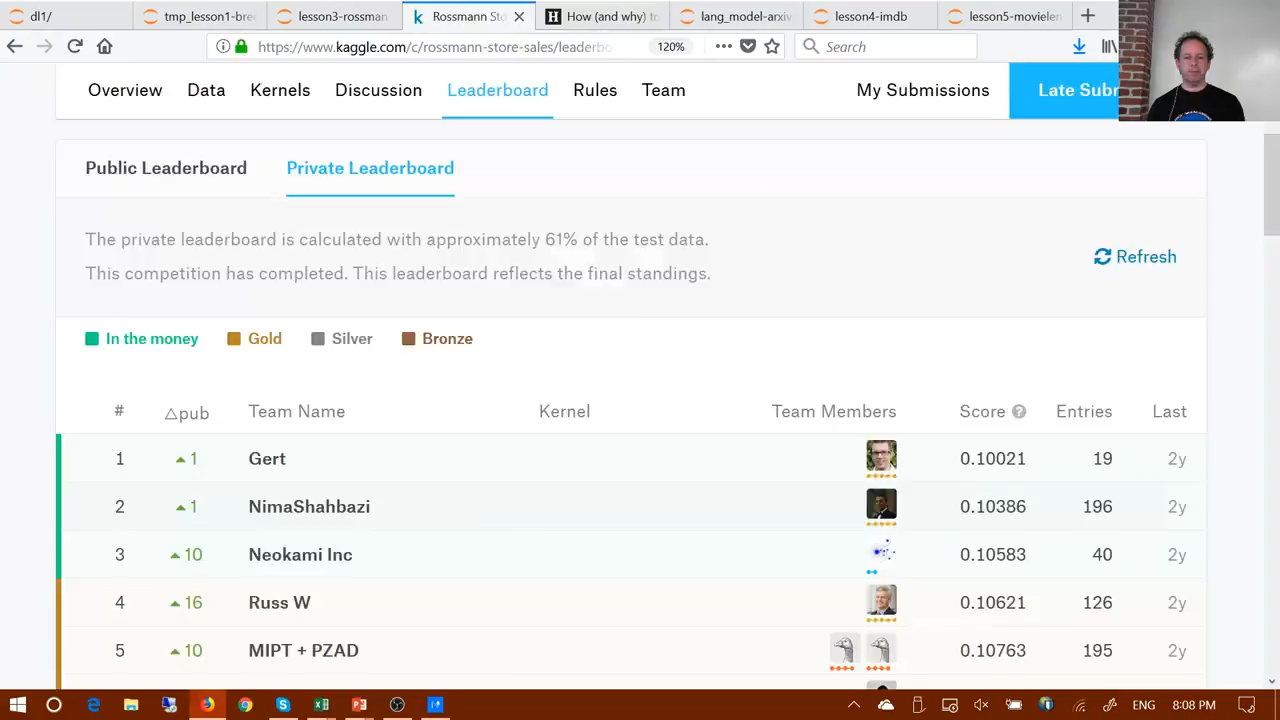 dl1/
tmp_lesson1-bre
lesson3-rossman
Rossmann Sto
How (and why) to
lang_model-arxiv
lesson4-imdb
lesson5-movielen
https://www.kaggle.com/c/rossmann-store-sales/leaderbo
120%
Search
Overview Data Kernels Discussion Leaderboard Rules Team My Submissions Late Subr
Public Leaderboard Private Leaderboard
The private leaderboard is calculated with approximately 61% of the test data.
This competition has completed. This leaderboard reflects the final standings.
Refresh
In the money Gold Silver Bronze
# △pub Team Name Kernel Team Members Score ? Entries Last
1 1 Gert 0.10021 19 2y
2 1 NimaShahbazi 0.10386 196 2y
3 10 Neokami Inc 0.10583 40 2y
4 16 Russ W 0.10621 126 2y
5 10 MIPT + PZAD 0.10763 195 2y
ENG 8:08 PM